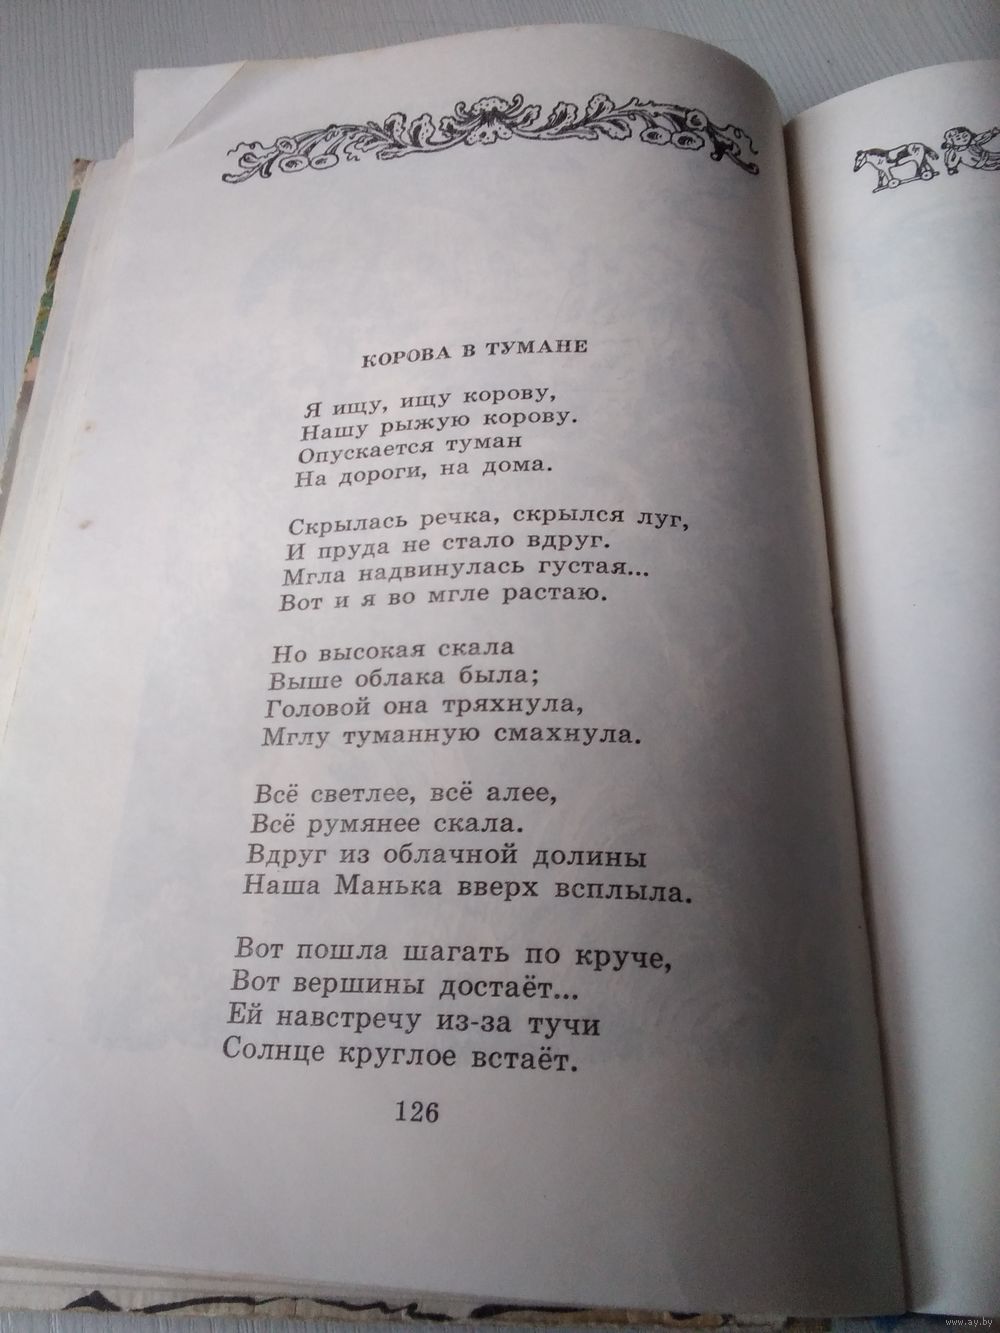 КОРОВА В ТУМАНЕ
Я ищу, ищу корову,
Нашу рыжую корову.
Опускается туман
На дороги, на дома.
Скрылась речка, скрылся луг,
И пруда не стало вдруг.
Мгла надвинулась густая...
Вот и я во мгле растаю.
Но высокая скала
Выше облака была;
Головой она тряхнула,
Мглу туманную смахнула.
Всё светлее, всё алее,
Всё румянее скала.
Вдруг из облачной долины
Наша Манька вверх всплыла.
Вот пошла шагать по круче,
Вот вершины достаёт...
Ей навстречу из-за тучи
Солнце круглое встаёт.
126
www.ay.by